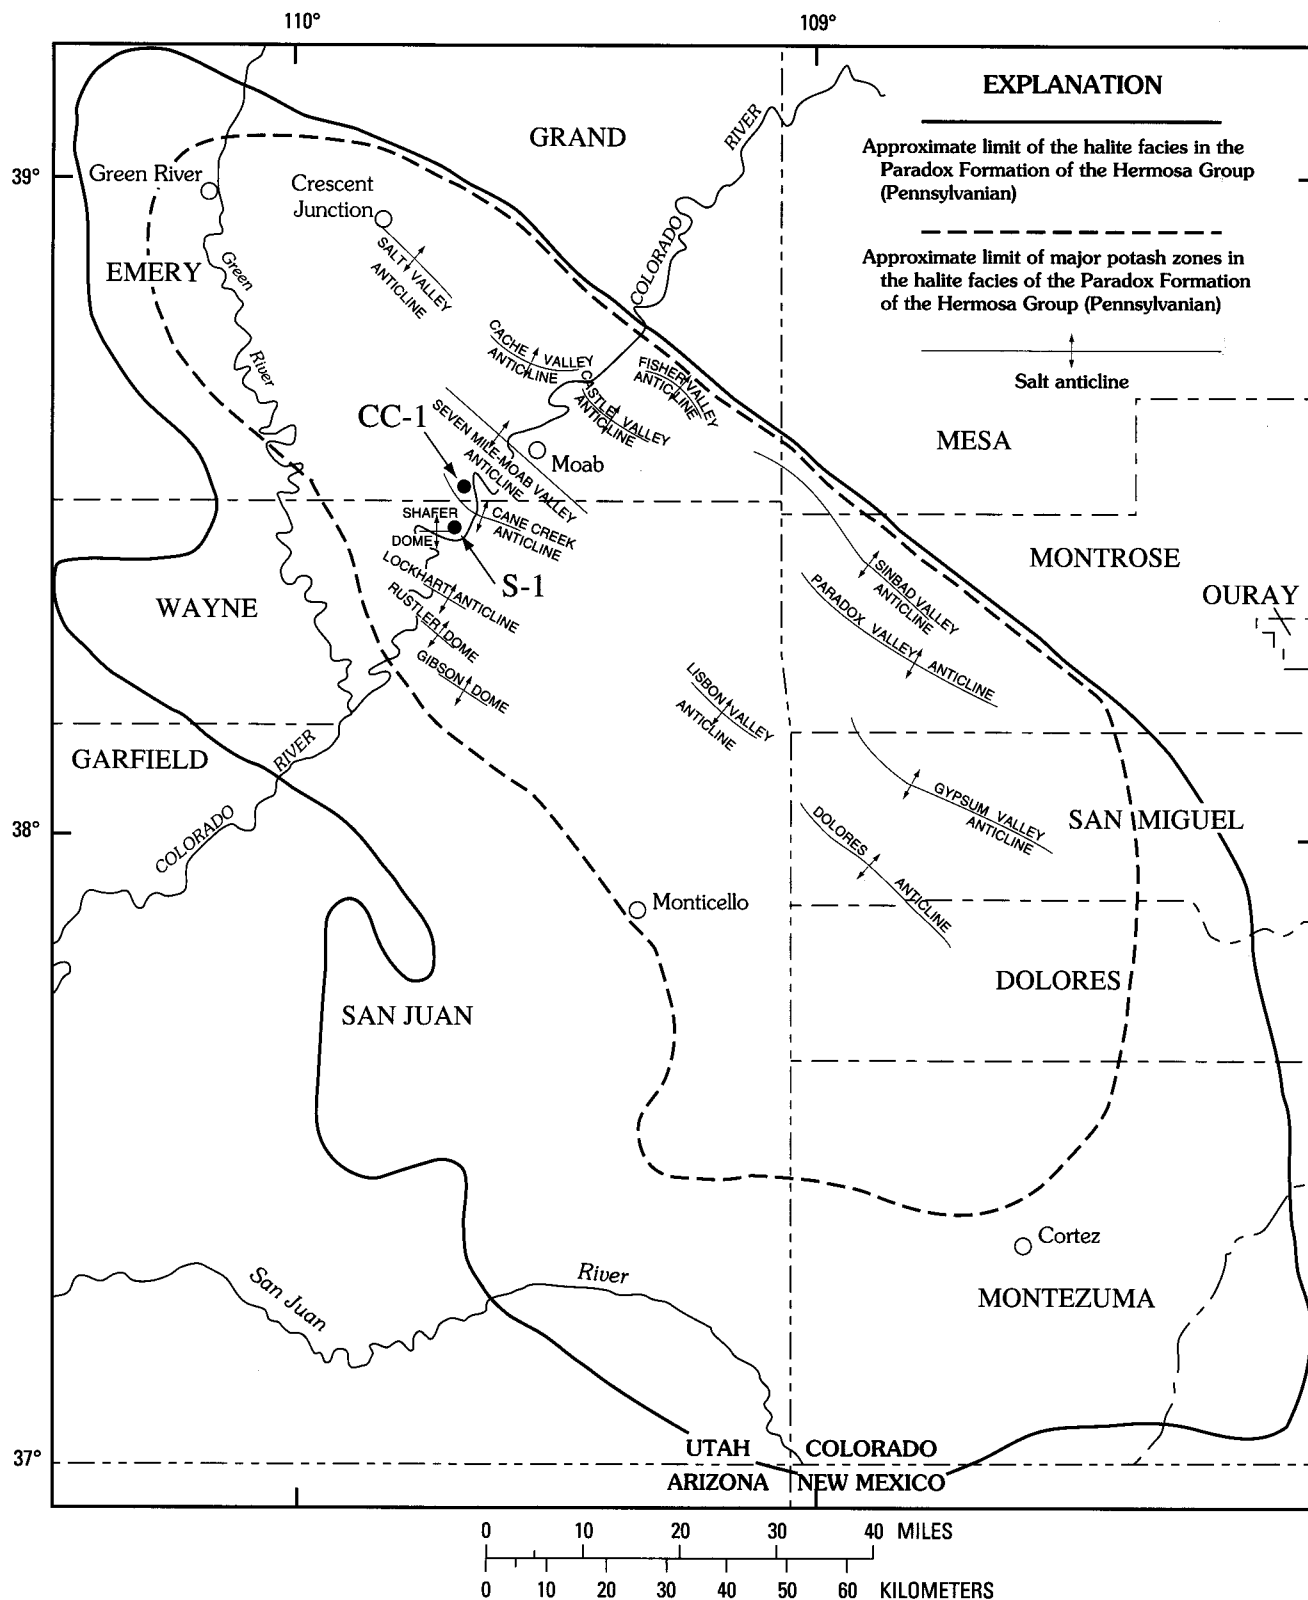 110°
109°
EXPLANATION
Approximate limit of the halite facies in the
Paradox Formation of the Hermosa Group
(Pennsylvanian)
Approximate limit of major potash zones in
the halite facies of the Paradox Formation
of the Hermosa Group (Pennsylvanian)
Salt anticline
39°
38°
37°
GRAND
RIVER
COLORADO
Green River
Crescent
Junction
EMERY
Green
River
SALT VALLEY
ANTICLINE
CACHE VALLEY
ANTICLINE
CASTLE VALLEY
ANTICLINE
FISHER VALLEY
ANTICLINE
CC-1
SEVEN MILE-MOAB VALLEY
ANTICLINE
Moab
MESA
SHAFER
DOME
CANE CREEK
ANTICLINE
S-1
LOCKHART ANTICLINE
RUSTLER DOME
GIBSON DOME
WAYNE
MONTROSE
OURAY
SINBAD VALLEY
ANTICLINE
PARADOX VALLEY ANTICLINE
LISBON VALLEY
ANTICLINE
GARFIELD
RIVER
COLORADO
GYPSUM VALLEY
ANTICLINE
SAN MIGUEL
DOLORES
ANTICLINE
Monticello
DOLORES
SAN JUAN
Cortez
San Juan
River
MONTEZUMA
UTAH
COLORADO
ARIZONA
NEW MEXICO
0 10 20 30 40 MILES
0 10 20 30 40 50 60 KILOMETERS